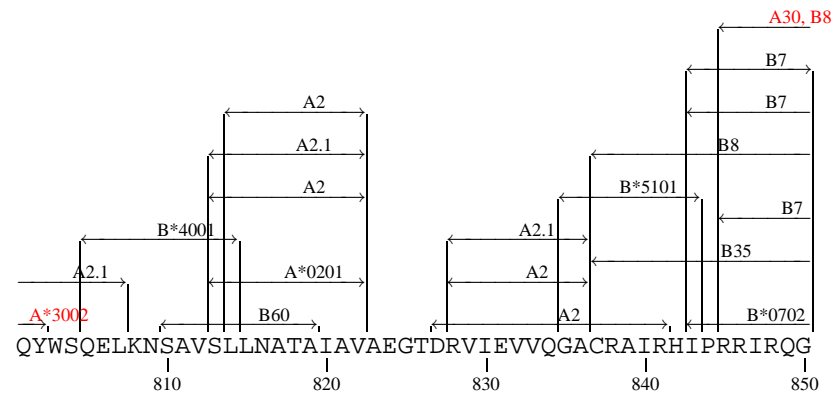 A30, B8
B7
A2 B7
A2.1 B8
A2 B*5101
B7
B*4001 A2.1
B35
A2.1 A*0201 A2
A*3002 B60 A2 B*0702
QYWSQELKNSAVSLLNATAIAVAEGTDRVIEVVQGACRAIRHIPRRIRQG
810 820 830 840 850